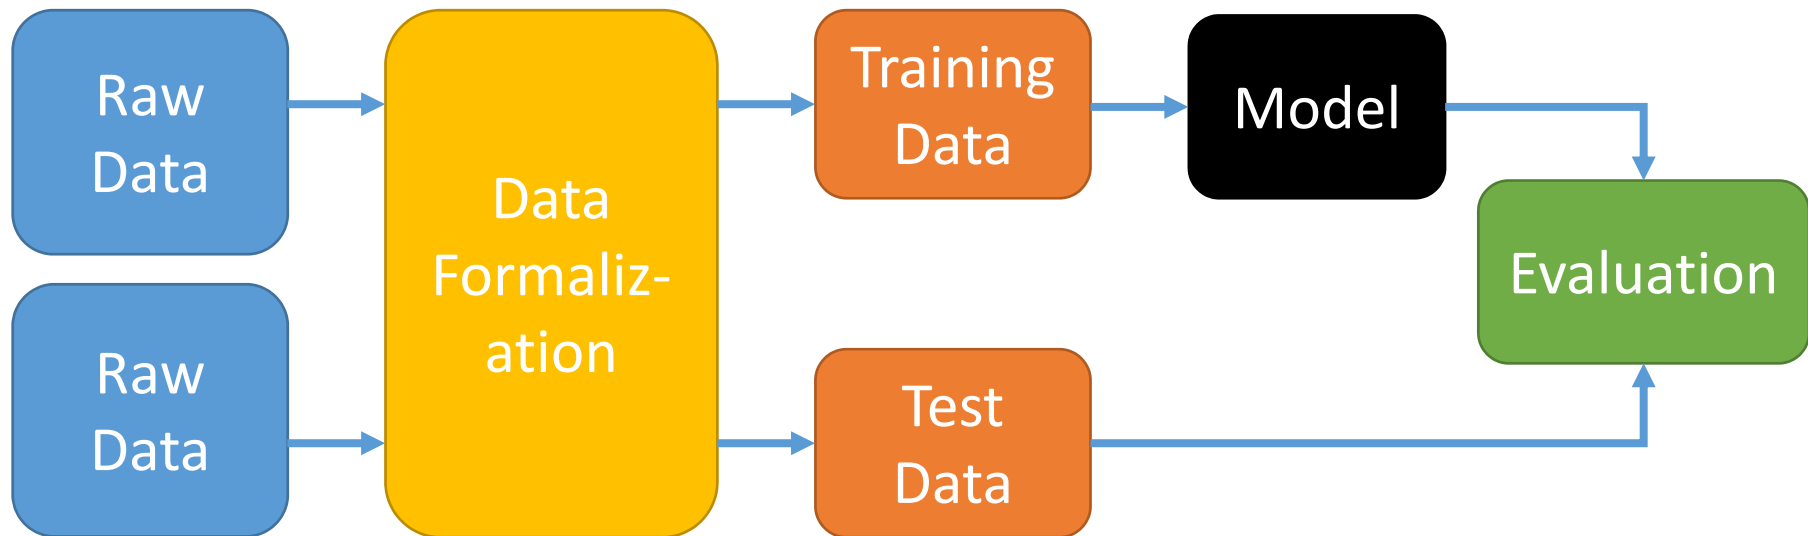 Raw
Data
Raw
Data
Data
Formaliz-
ation
Training
Data
Test
Data
Model
Evaluation